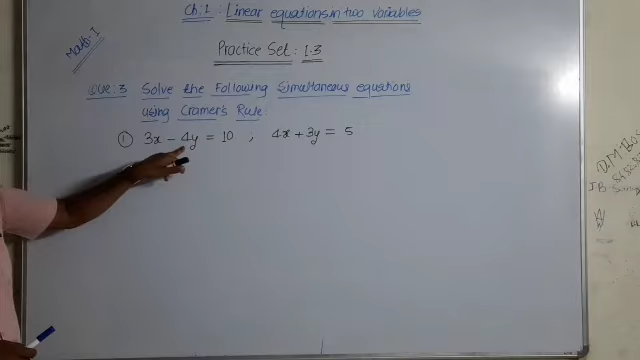 Ch:1: Linear equations in two variables
Maths-I
Practice Set: 1.3
Que:3 Solve the Following Simultaneous equations
using Cramer's Rule:
① 3x - 4y = 10 ; 4x + 3y = 5